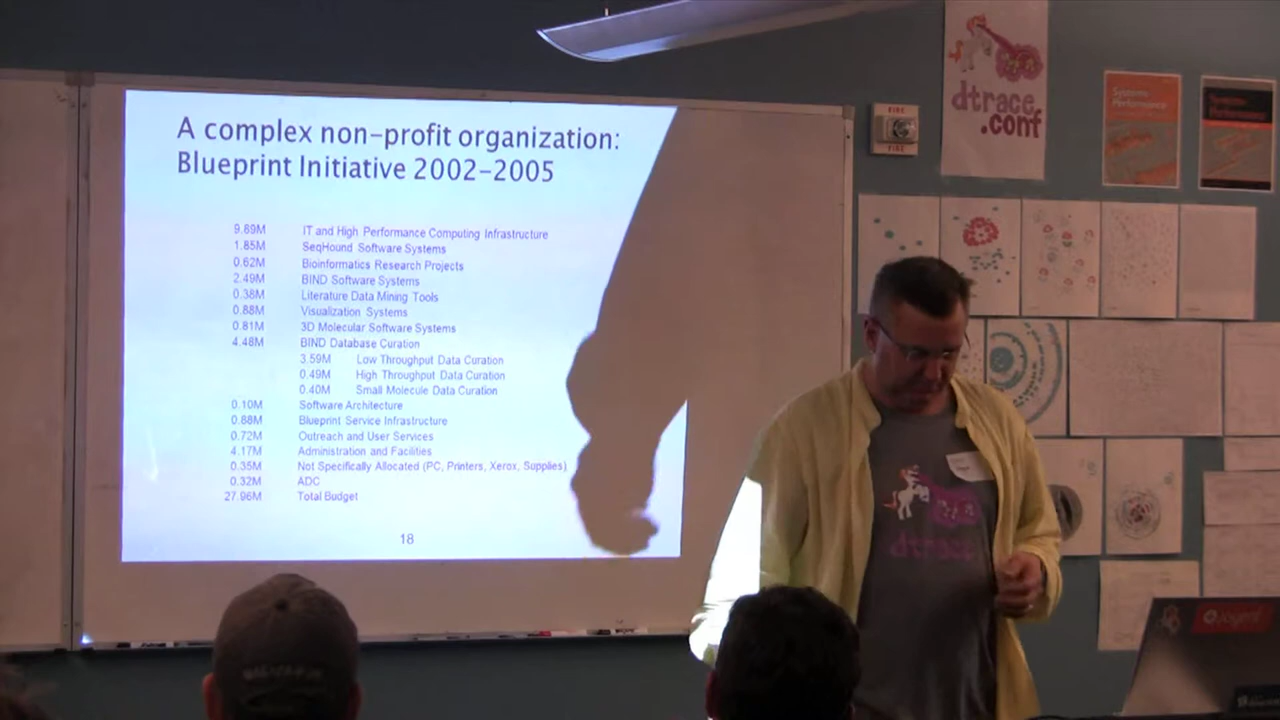 A complex non-profit organization:
Blueprint Initiative 2002-2005
9.69M IT and High Performance Computing Infrastructure
1.85M SeqHound Software Systems
0.62M Bioinformatics Research Projects
2.49M BIND Software Systems
0.38M Literature Data Mining Tools
0.88M Visualization Systems
0.81M 3D Molecular Software Systems
4.48M BIND Database Curation
3.59M Low Throughput Data Curation
0.49M High Throughput Data Curation
0.40M Small Molecule Data Curation
0.10M Software Architecture
0.88M Blueprint Service Infrastructure
0.72M Outreach and User Services
4.17M Administration and Facilities
0.35M Not Specifically Allocated (PC, Printers, Xerox, Supplies)
0.32M ADC
27.96M Total Budget
18
dtrace
.conf
FIRE
FIRE
Systems
Performance
dtrace
Joyent